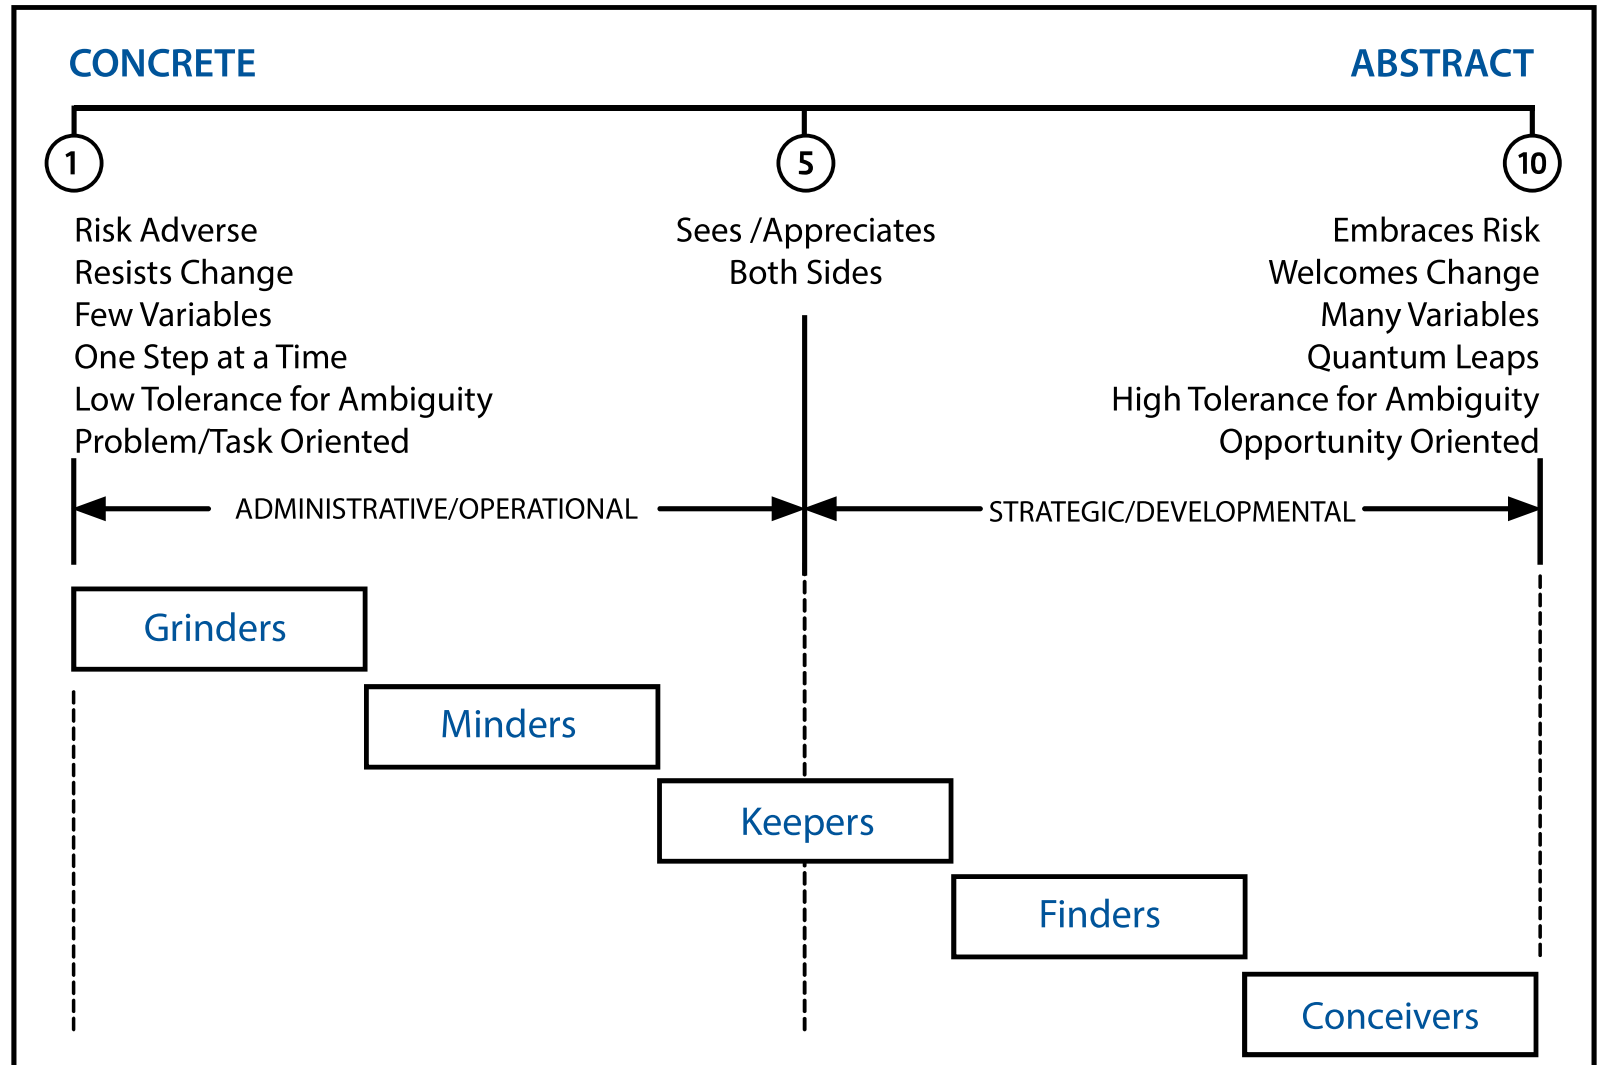 CONCRETE
ABSTRACT
1
5
10
Risk Adverse
Resists Change
Few Variables
One Step at a Time
Low Tolerance for Ambiguity
Problem/Task Oriented
Sees /Appreciates
Both Sides
Embraces Risk
Welcomes Change
Many Variables
Quantum Leaps
High Tolerance for Ambiguity
Opportunity Oriented
ADMINISTRATIVE/OPERATIONAL
STRATEGIC/DEVELOPMENTAL
Grinders
Minders
Keepers
Finders
Conceivers